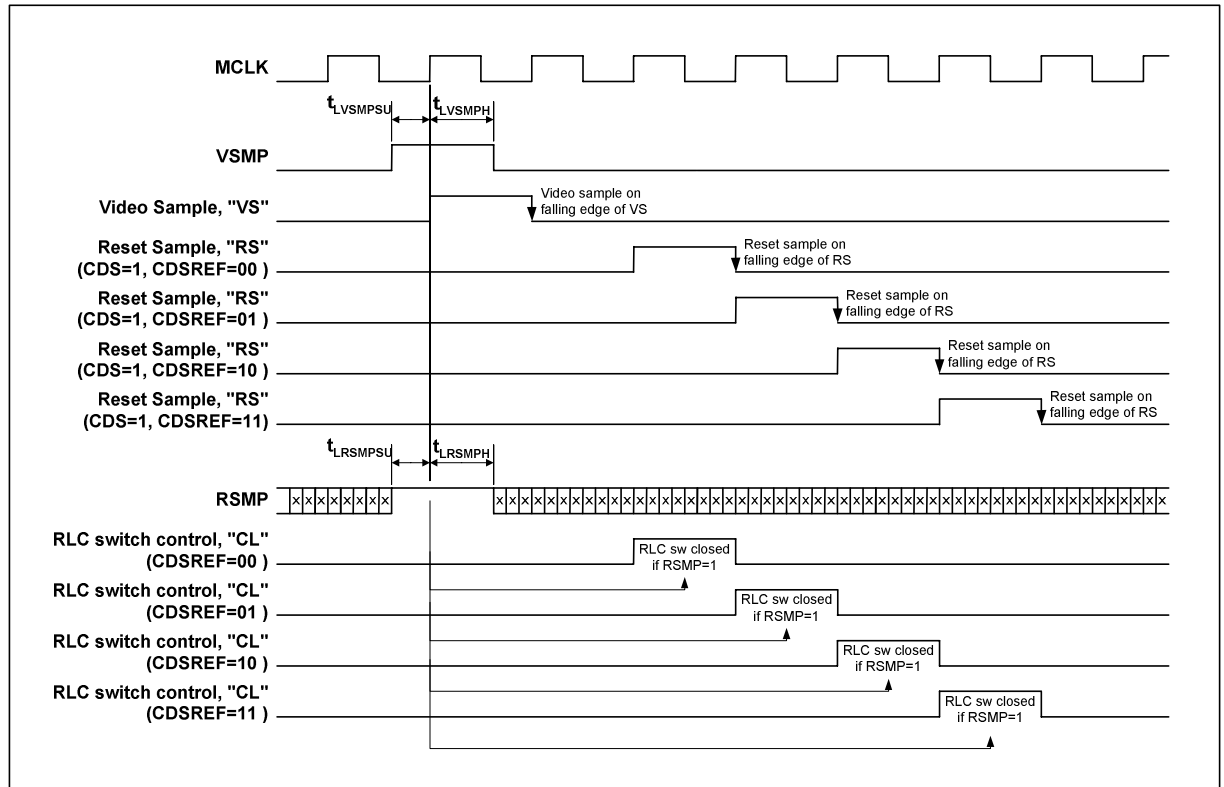 MCLK
tLVSMPSU
tLVSMPH
VSMP
Video Sample, "VS"
Video sample on
falling edge of VS
Reset Sample, "RS"
(CDS=1, CDSREF=00 )
Reset sample on
falling edge of RS
Reset Sample, "RS"
(CDS=1, CDSREF=01 )
Reset sample on
falling edge of RS
Reset Sample, "RS"
(CDS=1, CDSREF=10 )
Reset sample on
falling edge of RS
Reset Sample, "RS"
(CDS=1, CDSREF=11)
Reset sample on
falling edge of RS
tLRSMPSU
tLRSMPH
RSMP
x x x x x x x x
x x x x x x x x x x x x x x x x x x x x x x x x x x x x x x x x x x x x x x x x x x x x x x x x x x x x x
RLC switch control, "CL"
(CDSREF=00 )
RLC sw closed
if RSMP=1
RLC switch control, "CL"
(CDSREF=01 )
RLC sw closed
if RSMP=1
RLC switch control, "CL"
(CDSREF=10 )
RLC sw closed
if RSMP=1
RLC switch control, "CL"
(CDSREF=11 )
RLC sw closed
if RSMP=1